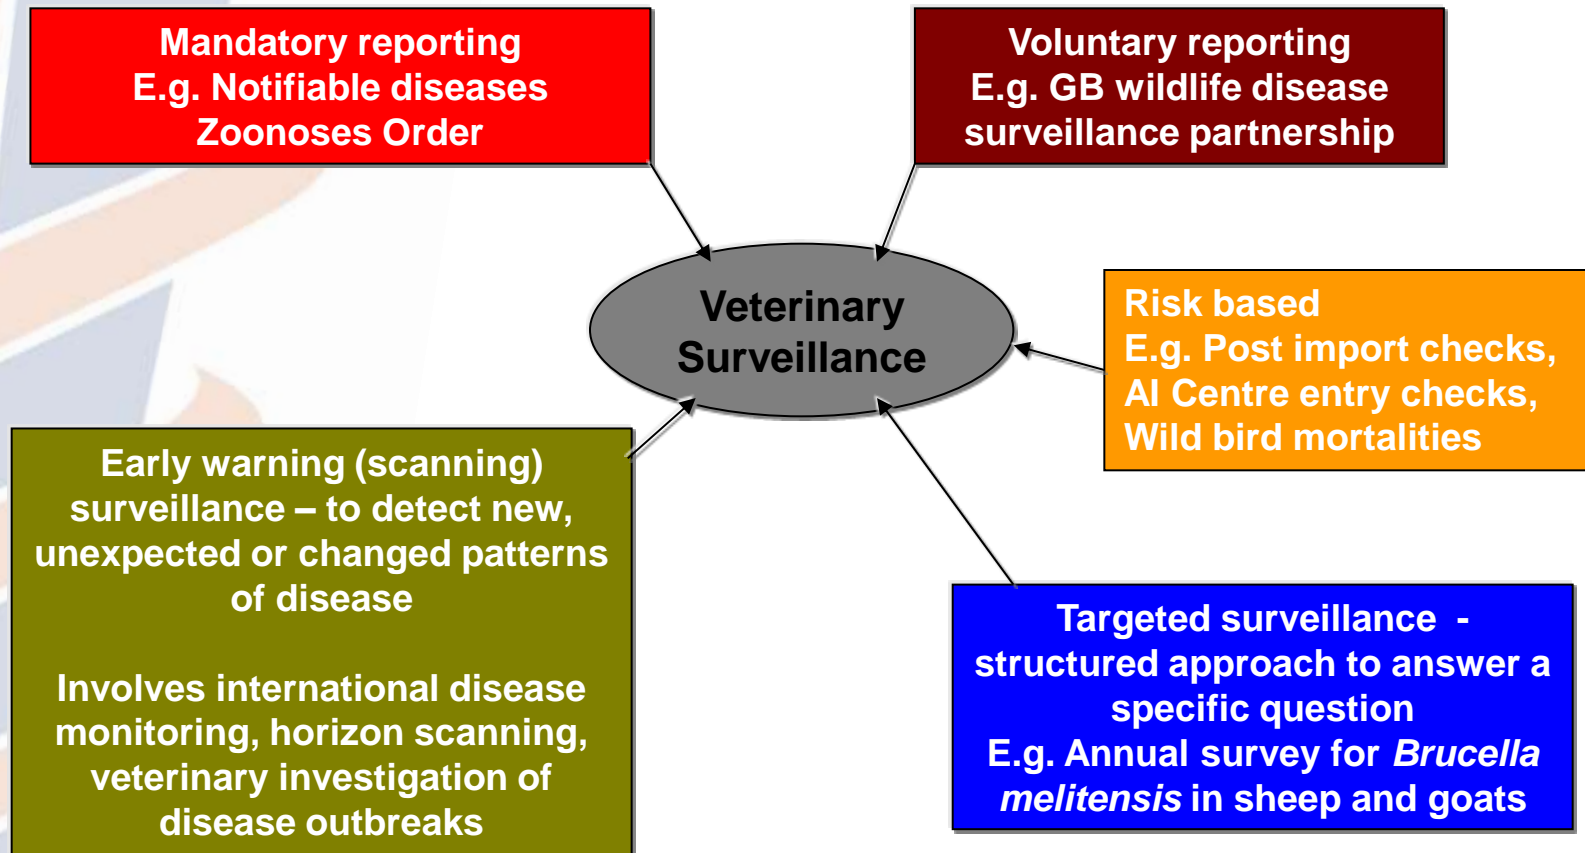 Mandatory reporting
E.g. Notifiable diseases
Zoonoses Order
Voluntary reporting
E.g. GB wildlife disease
surveillance partnership
Veterinary
Surveillance
Risk based
E.g. Post import checks,
AI Centre entry checks,
Wild bird mortalities
Early warning (scanning)
surveillance – to detect new,
unexpected or changed patterns
of disease
Involves international disease
monitoring, horizon scanning,
veterinary investigation of
disease outbreaks
Targeted surveillance -
structured approach to answer a
specific question
E.g. Annual survey for Brucella
melitensis in sheep and goats